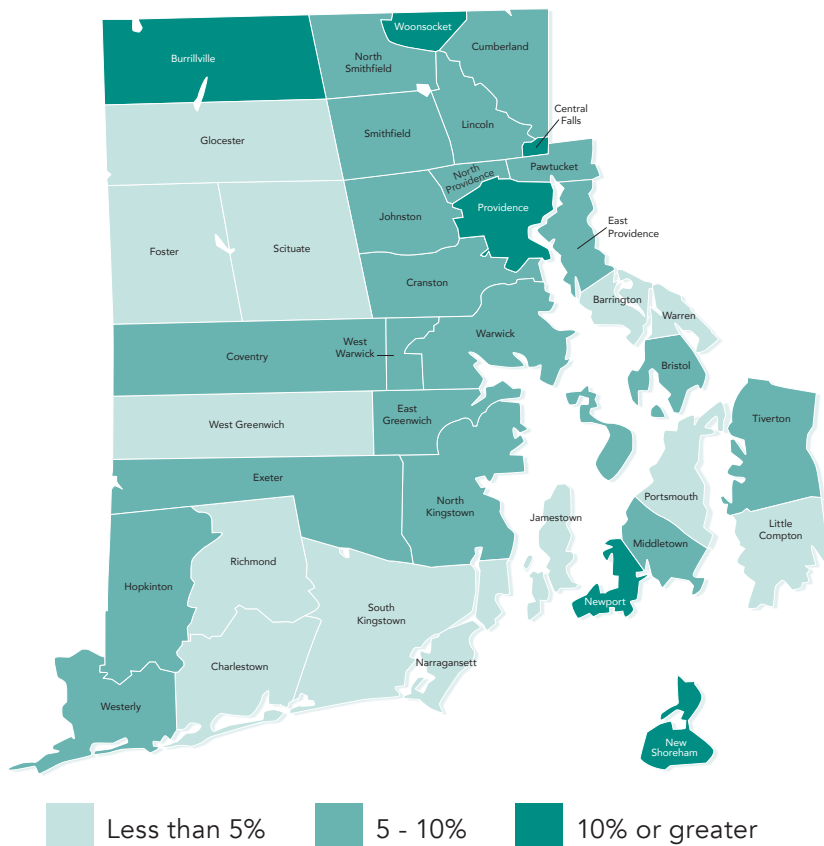 Woonsocket
Cumberland
Burrillville
North
Smithfield
Central
Falls
Lincoln
Smithfield
Glocester
Pawtucket
North
Providence
Providence
Johnston
East
Providence
Foster
Scituate
Cranston
Barrington
Warren
West
Warwick
Warwick
Coventry
Bristol
East
Greenwich
West Greenwich
Tiverton
Exeter
North
Kingstown
Portsmouth
Jamestown
Little
Compton
Middletown
Richmond
Hopkinton
Newport
South
Kingstown
Narragansett
Charlestown
Westerly
New
Shoreham
Less than 5%
5 - 10%
10% or greater